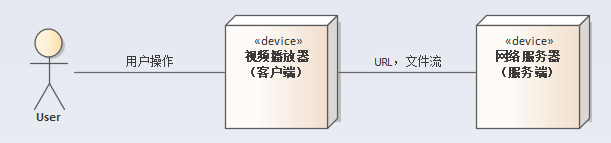 «device»
视频播放器
（客户端）
«device»
网络服务器
（服务端）
用户操作
URL，文件流
User